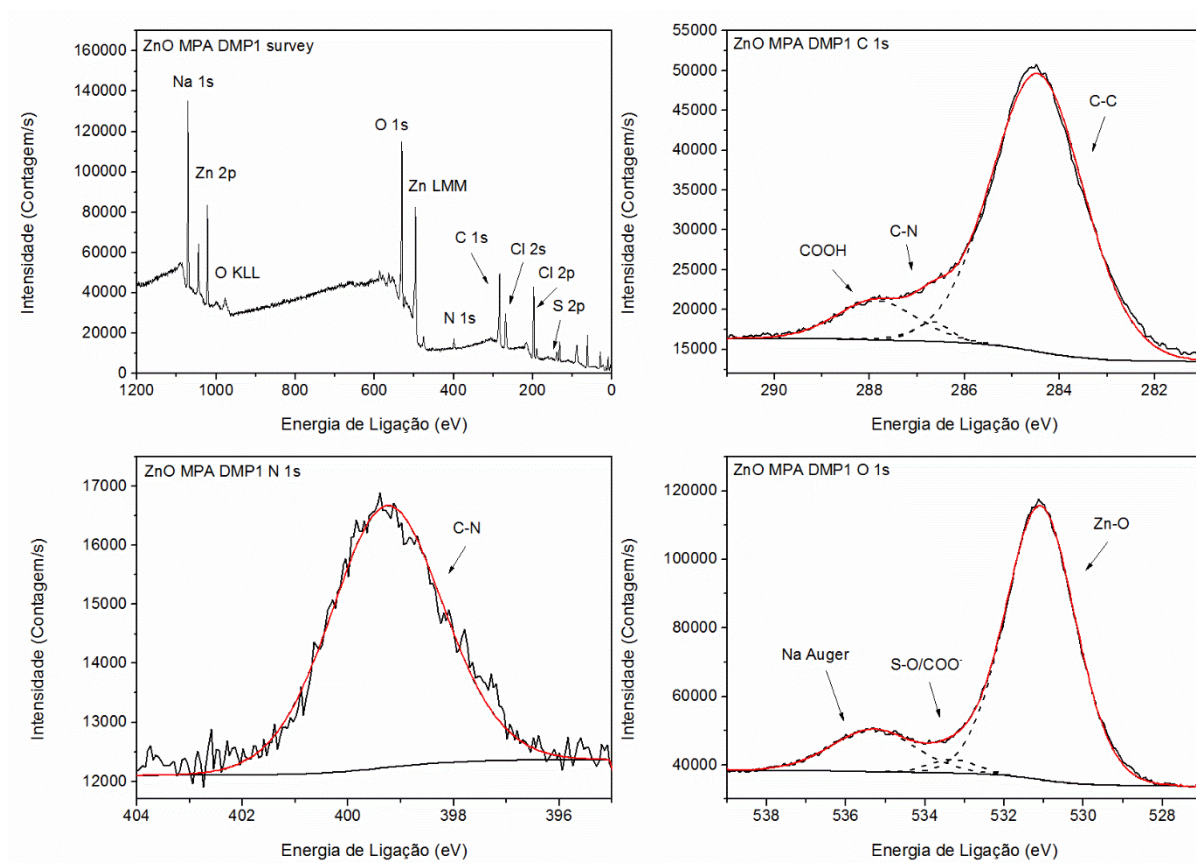 ZnO MPA DMP1 survey
Na 1s
Zn 2p
O KLL
O 1s
Zn LMM
C 1s
Cl 2s
Cl 2p
N 1s
S 2p
160000
140000
120000
100000
80000
60000
40000
20000
0
1200 1000 800 600 400 200 0
Intensidade (Contagem/s)
Energia de Ligação (eV)
ZnO MPA DMP1 C 1s
C-C
C-N
COOH
50000
45000
40000
35000
30000
25000
20000
15000
290 288 286 284 282
Intensidade (Contagem/s)
Energia de Ligação (eV)
ZnO MPA DMP1 N 1s
C-N
17000
16000
15000
14000
13000
12000
404 402 400 398 396
Intensidade (Contagem/s)
Energia de Ligação (eV)
ZnO MPA DMP1 O 1s
Zn-O
Na Auger
S-O/COO⁻
120000
100000
80000
60000
40000
538 536 534 532 530 528
Intensidade (Contagem/s)
Energia de Ligação (eV)